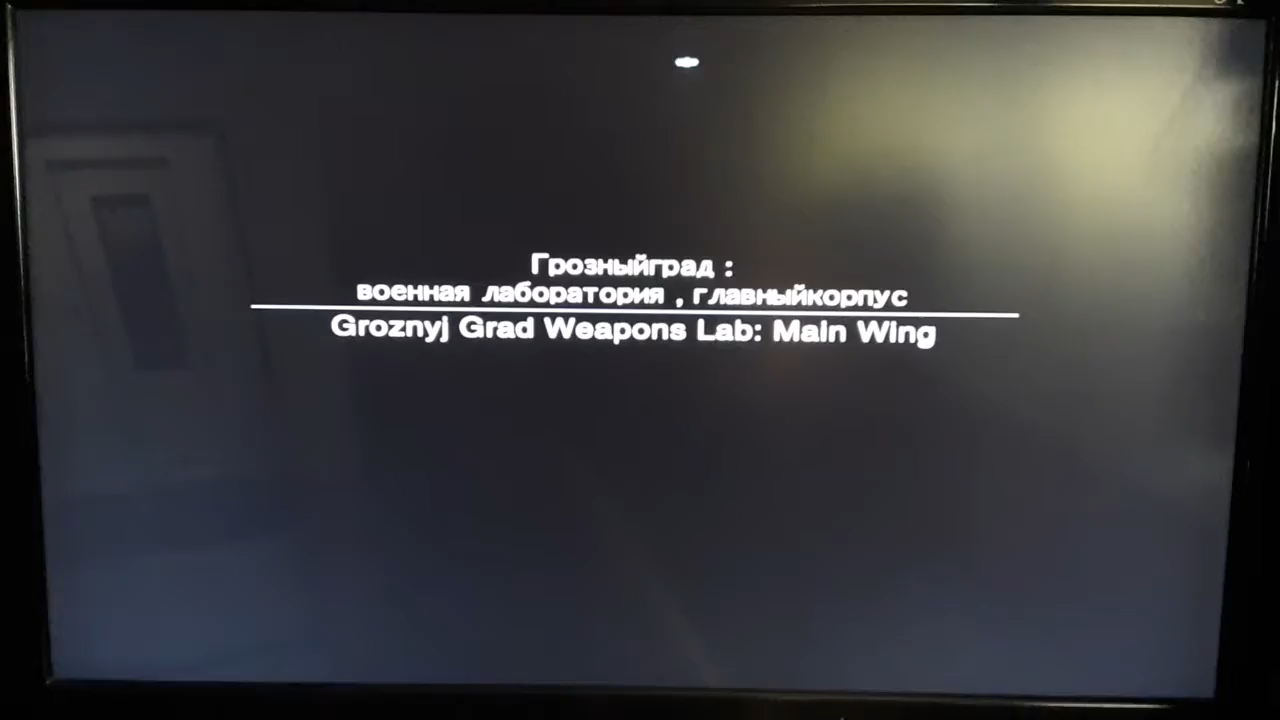 Грозныйград :
военная лаборатория , главныйкорпус
Groznyj Grad Weapons Lab: Main Wing